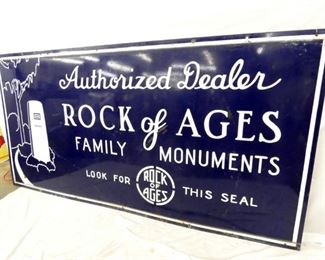 Authorized Dealer
ROCK of AGES
FAMILY MONUMENTS
LOOK FOR ROCK OF AGES THIS SEAL